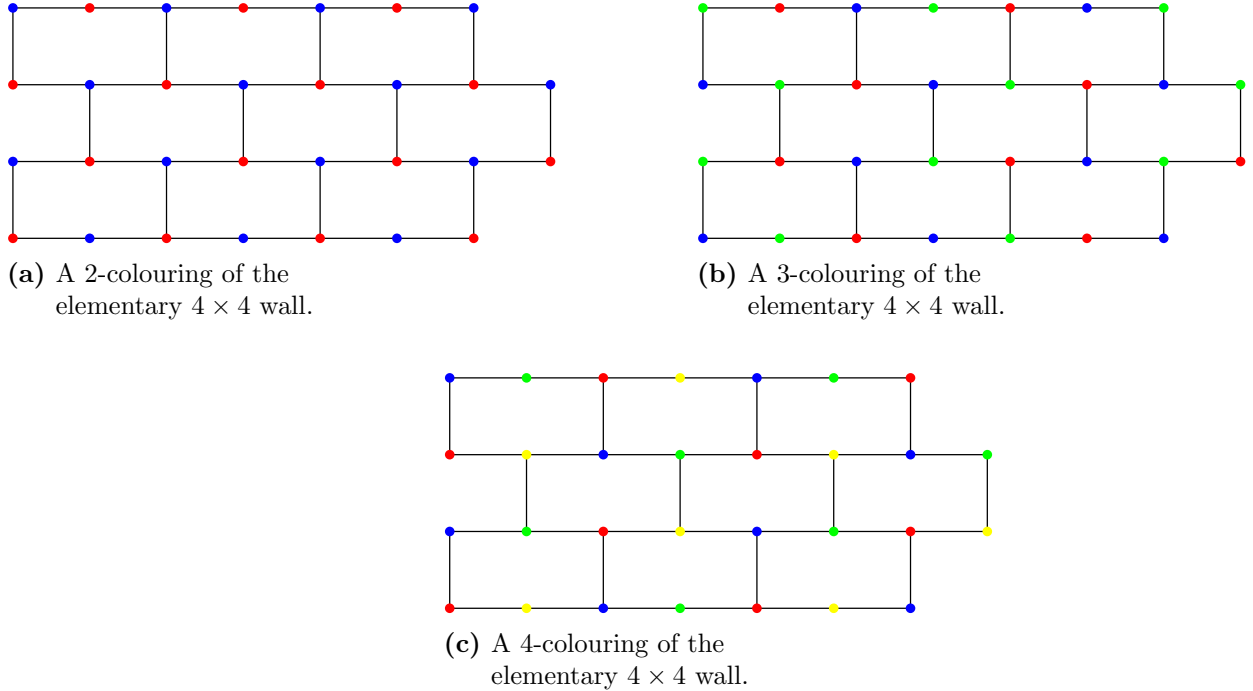 (a) A 2-colouring of the
elementary 4 × 4 wall.
(b) A 3-colouring of the
elementary 4 × 4 wall.
(c) A 4-colouring of the
elementary 4 × 4 wall.